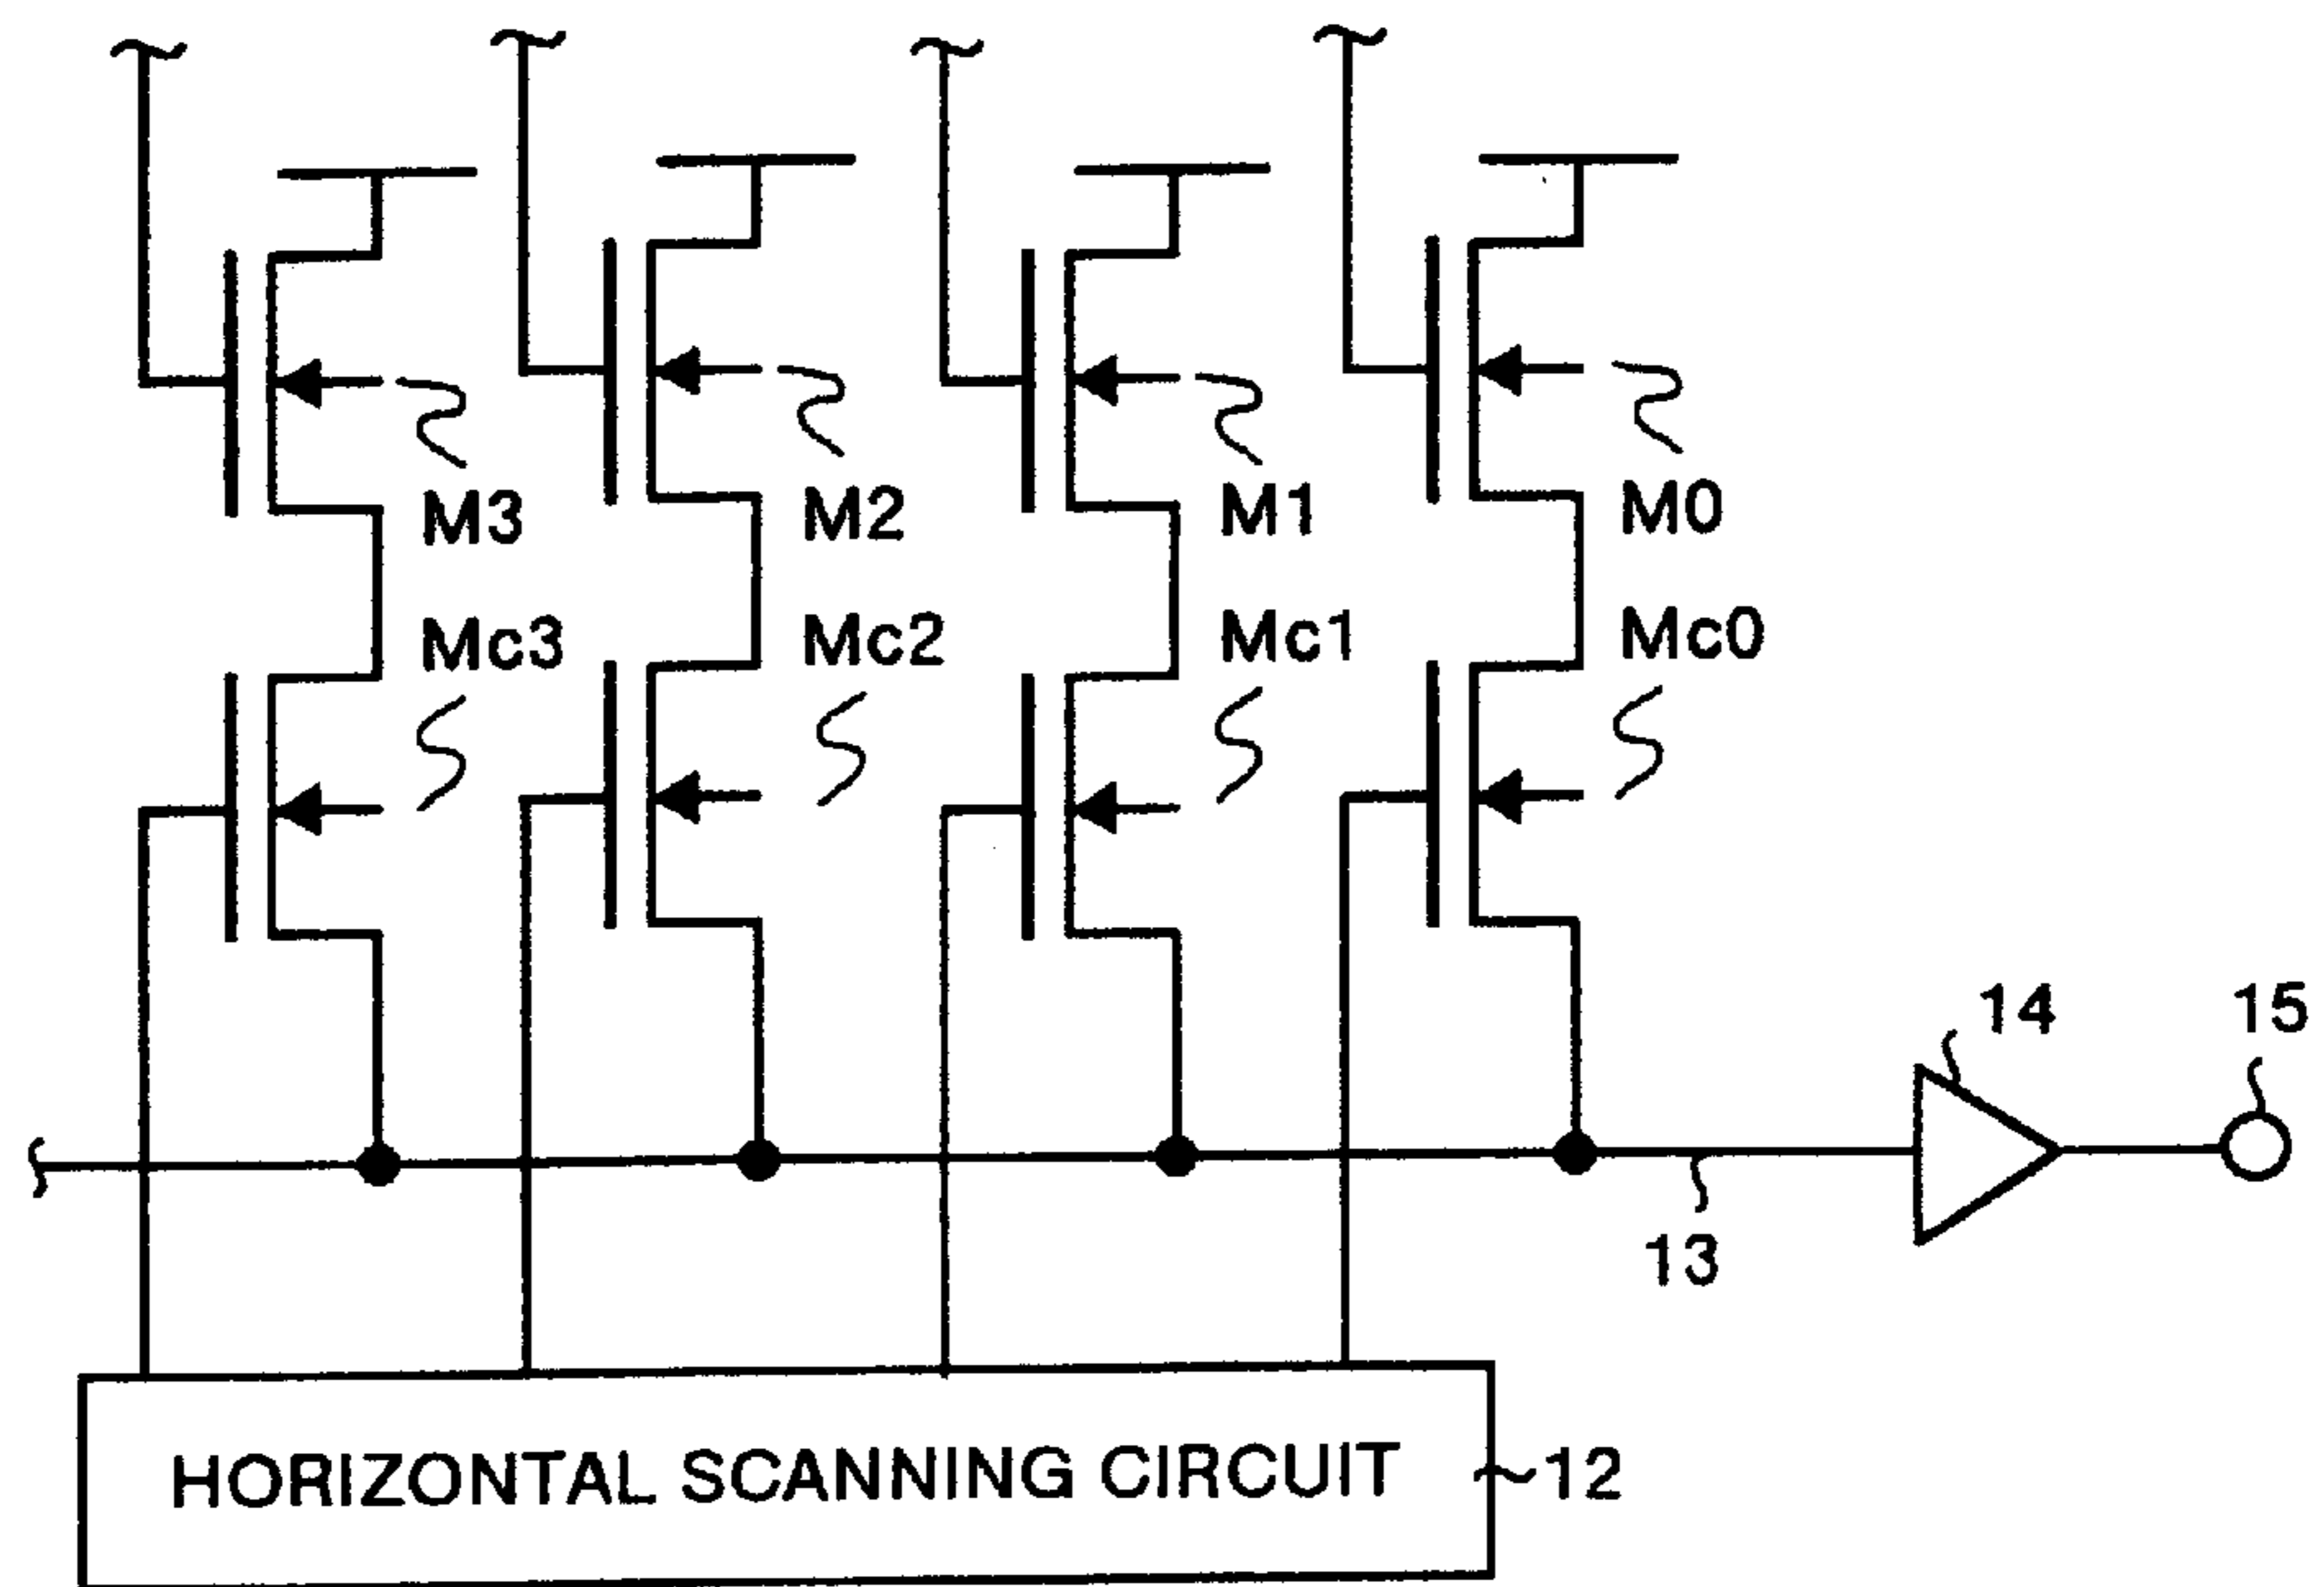 M3
M2
M1
M0
Mc3
Mc2
Mc1
Mc0
14
15
13
HORIZONTAL SCANNING CIRCUIT
12